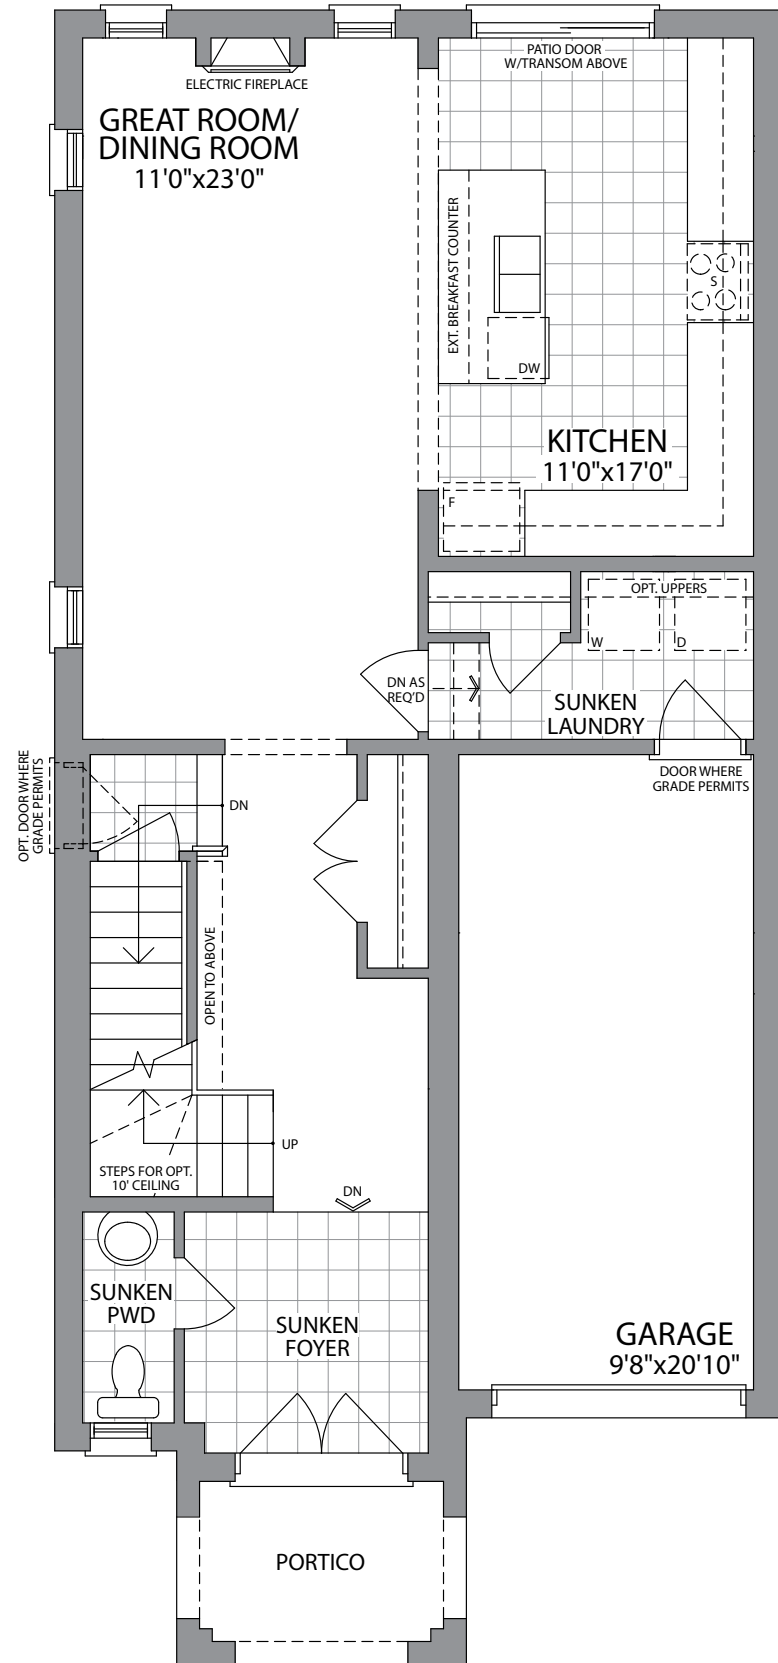 PATIO DOOR
W/TRANSOM ABOVE
ELECTRIC FIREPLACE
GREAT ROOM/
DINING ROOM
11'0"x23'0"
EXT. BREAKFAST COUNTER
S
DW
KITCHEN
11'0"x17'0"
F
OPT. UPPERS
W
D
DN AS
REQ'D
SUNKEN
LAUNDRY
DOOR WHERE
GRADE PERMITS
OPT. DOOR WHERE
GRADE PERMITS
DN
OPEN TO ABOVE
UP
STEPS FOR OPT.
10' CEILING
DN
SUNKEN
PWD
SUNKEN
FOYER
GARAGE
9'8"x20'10"
PORTICO